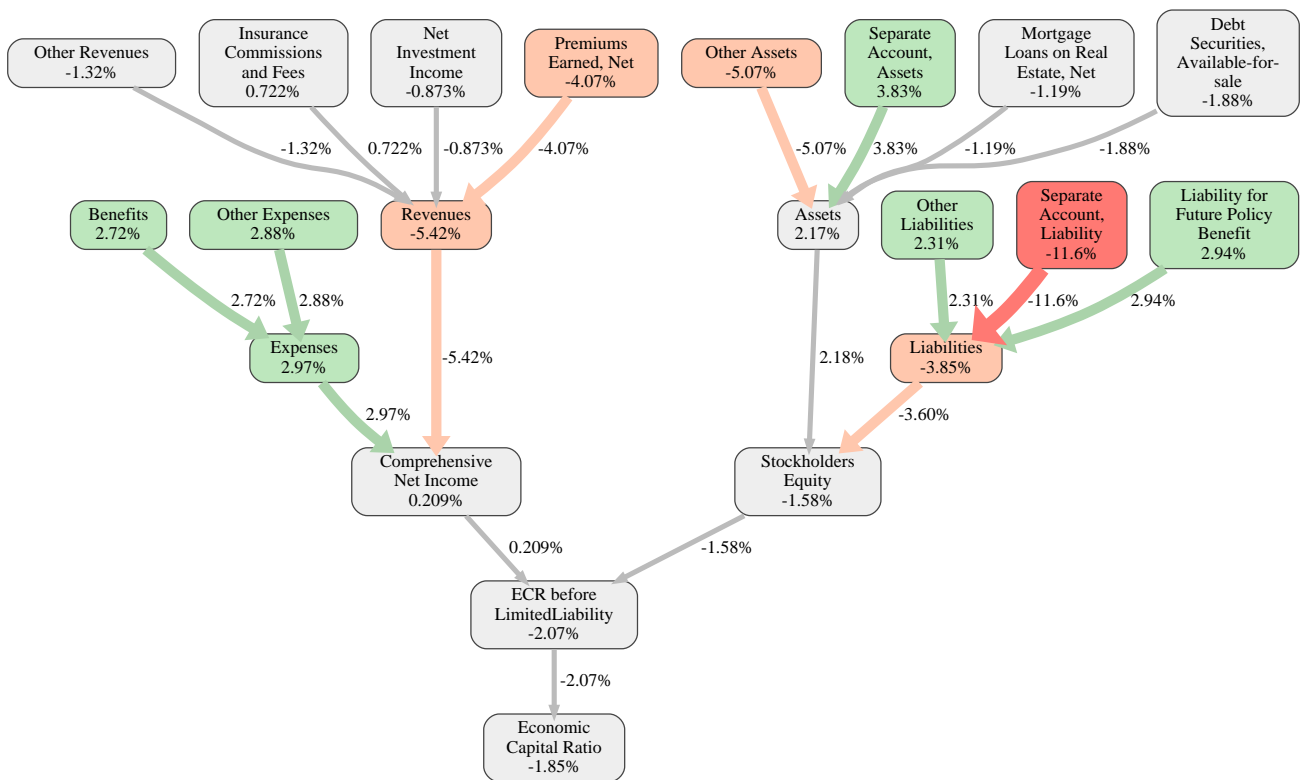 Other Revenues
-1.32%
Insurance
Commissions
and Fees
0.722%
Net
Investment
Income
-0.873%
Premiums
Earned, Net
-4.07%
Other Assets
-5.07%
Separate
Account,
Assets
3.83%
Mortgage
Loans on Real
Estate, Net
-1.19%
Debt
Securities,
Available-for-
sale
-1.88%
-1.32%
0.722%
-0.873%
-4.07%
-5.07%
3.83%
-1.19%
-1.88%
Benefits
2.72%
Other Expenses
2.88%
Revenues
-5.42%
Assets
2.17%
Other
Liabilities
2.31%
Separate
Account,
Liability
-11.6%
Liability for
Future Policy
Benefit
2.94%
2.72%
2.88%
2.31%
-11.6%
2.94%
Expenses
2.97%
-5.42%
2.18%
Liabilities
-3.85%
2.97%
-3.60%
Comprehensive
Net Income
0.209%
Stockholders
Equity
-1.58%
0.209%
-1.58%
ECR before
LimitedLiability
-2.07%
-2.07%
Economic
Capital Ratio
-1.85%